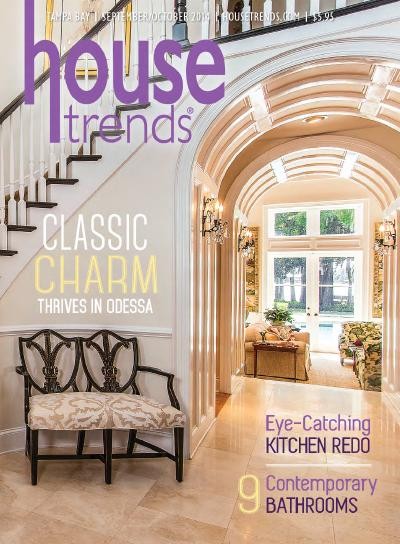 TAMPA BAY | SEPTEMBER/OCTOBER 2014 | HOUSETRENDS.COM | $5.95
house
trends®
CLASSIC
CHARM
THRIVES IN ODESSA
Eye-Catching
KITCHEN REDO
9 Contemporary
BATHROOMS